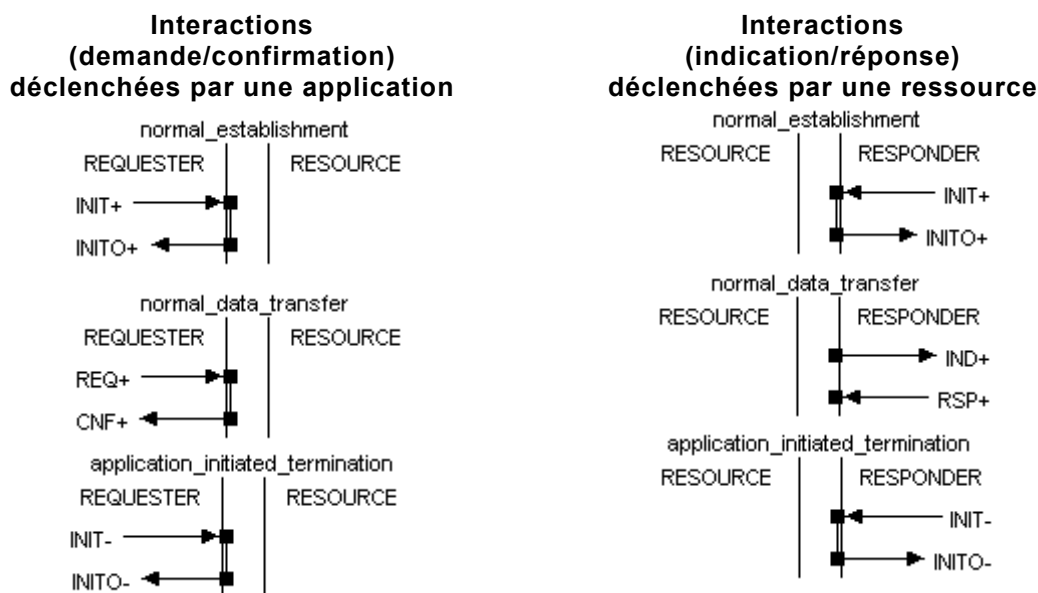 Interactions
(demande/confirmation)
déclenchées par une application
normal_establishment
REQUESTER RESOURCE
INIT+
INITO+
normal_data_transfer
REQUESTER RESOURCE
REQ+
CNF+
application_initiated_termination
REQUESTER RESOURCE
INIT-
INITO-
Interactions
(indication/réponse)
déclenchées par une ressource
normal_establishment
RESOURCE RESPONDER
INIT+
INITO+
normal_data_transfer
RESOURCE RESPONDER
IND+
RSP+
application_initiated_termination
RESOURCE RESPONDER
INIT-
INITO-